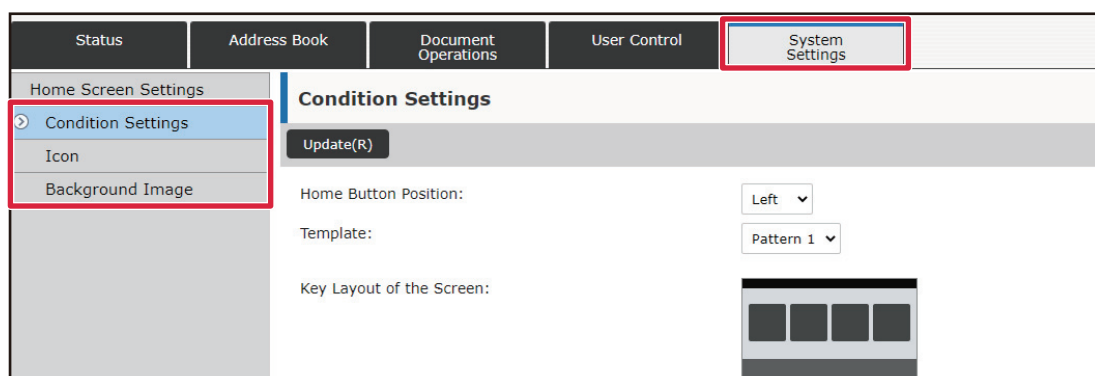 Status
Address Book
Document
Operations
User Control
System
Settings
Home Screen Settings
Condition Settings
Icon
Background Image
Condition Settings
Update(R)
Home Button Position:
Left
Template:
Pattern 1
Key Layout of the Screen: